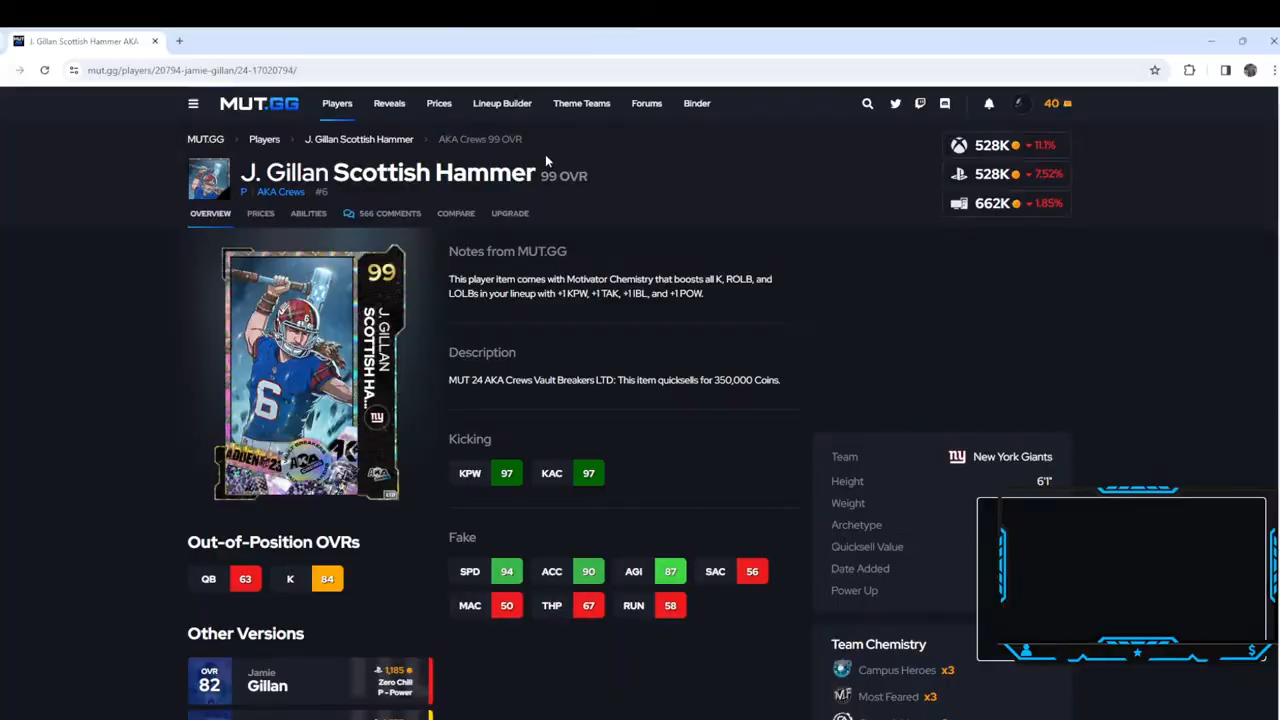 J. Gillan Scottish Hammer AKA
mut.gg/players/20794-jamie-gillan/24-17020794/
MUT.GG Players Reveals Prices Lineup Builder Theme Teams Forums Binder 40
MUT.GG Players J. Gillan Scottish Hammer AKA Crews 99 OVR
J. Gillan Scottish Hammer 99 OVR
P AKA Crews #6
528K 11.1%
528K 7.52%
662K 1.85%
OVERVIEW PRICES ABILITIES 566 COMMENTS COMPARE UPGRADE
99
J. GILLAN
SCOTTISH HA...
6
AKA
LTD
Notes from MUT.GG
This player item comes with Motivator Chemistry that boosts all K, ROLB, and
LOLBs in your lineup with +1 KPW, +1 TAK, +1 IBL, and +1 POW.
Description
MUT 24 AKA Crews Vault Breakers LTD: This item quicksells for 350,000 Coins.
Kicking
KPW 97 KAC 97
Fake
SPD 94 ACC 90 AGI 87 SAC 56
MAC 50 THP 67 RUN 58
Out-of-Position OVRs
QB 63 K 84
Other Versions
OVR
82
Jamie
Gillan
1,185
Zero Chill
P - Power
Team New York Giants
Height 6'1"
Weight
Archetype
Quicksell Value
Date Added
Power Up
Team Chemistry
Campus Heroes x3
Most Feared x3